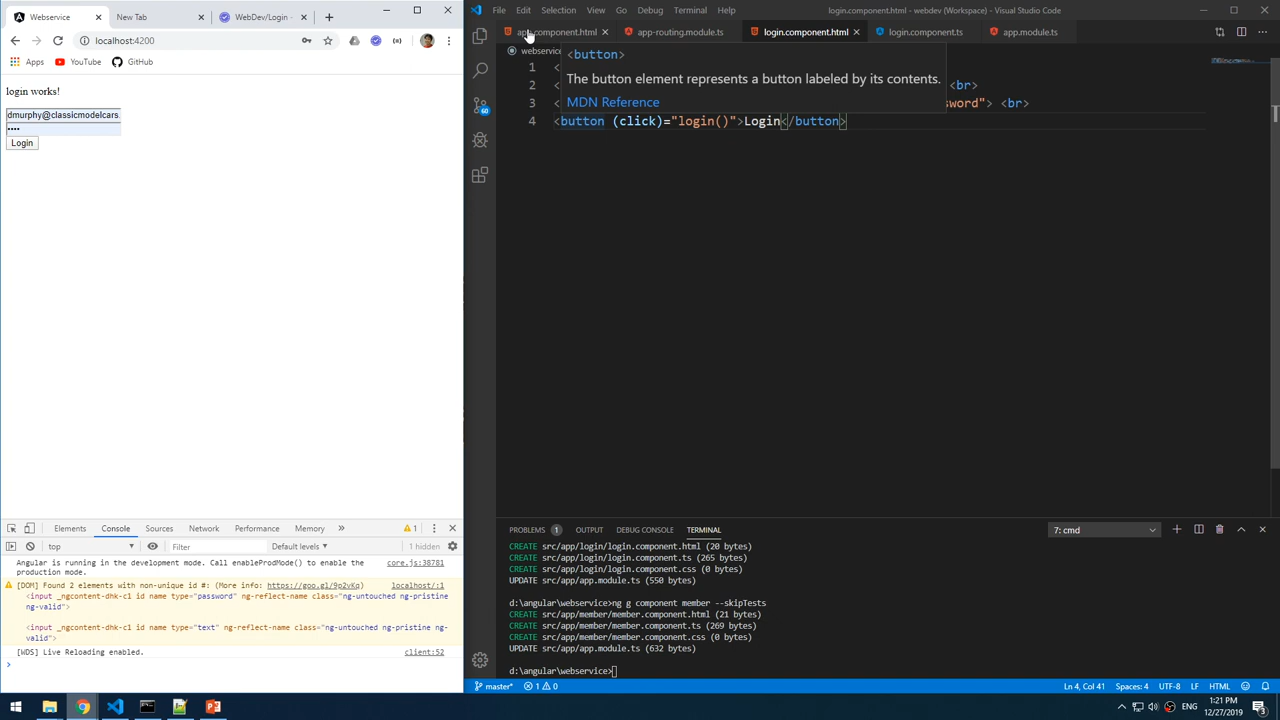 Webservice
New Tab
WebDev/Login -
localhost:4200
Apps
YouTube
GitHub
login works!
dmurphy@classicmodelcars.
••••
Login
Elements
Console
Sources
Network
Performance
Memory
»
1
top
Filter
Default levels
1 hidden
Angular is running in the development mode. Call enableProdMode() to enable the
production mode.
core.js:38781
[DOM] Found 2 elements with non-unique id #: (More info: https://goo.gl/9p2vKq)
localhost/:1
<input _ngcontent-dhk-c1 id name type="password" ng-reflect-name class="ng-untouched ng-pristine
ng-valid">
<input _ngcontent-dhk-c1 id name type="text" ng-reflect-name class="ng-untouched ng-pristine ng-
valid">
[WDS] Live Reloading enabled.
client:52
>
File Edit Selection View Go Debug Terminal Help
login.component.html - webdev (Workspace) - Visual Studio Code
app.component.html
app-routing.module.ts
login.component.html
login.component.ts
app.module.ts
webservice
<button>
The button element represents a button labeled by its contents.
MDN Reference
1 <
2 < <br>
3 < sword"> <br>
4 <button (click)="login()">Login</button>
60
PROBLEMS 1
OUTPUT
DEBUG CONSOLE
TERMINAL
7: cmd
CREATE src/app/login/login.component.html (20 bytes)
CREATE src/app/login/login.component.ts (265 bytes)
CREATE src/app/login/login.component.css (0 bytes)
UPDATE src/app.module.ts (550 bytes)
d:\angular\webservice>ng g component member --skipTests
CREATE src/app/member/member.component.html (21 bytes)
CREATE src/app/member/member.component.ts (269 bytes)
CREATE src/app/member/member.component.css (0 bytes)
UPDATE src/app.module.ts (632 bytes)
d:\angular\webservice>
master*
1 0
Ln 4, Col 41
Spaces: 4
UTF-8
LF
HTML
ENG
1:21 PM
12/27/2019
3